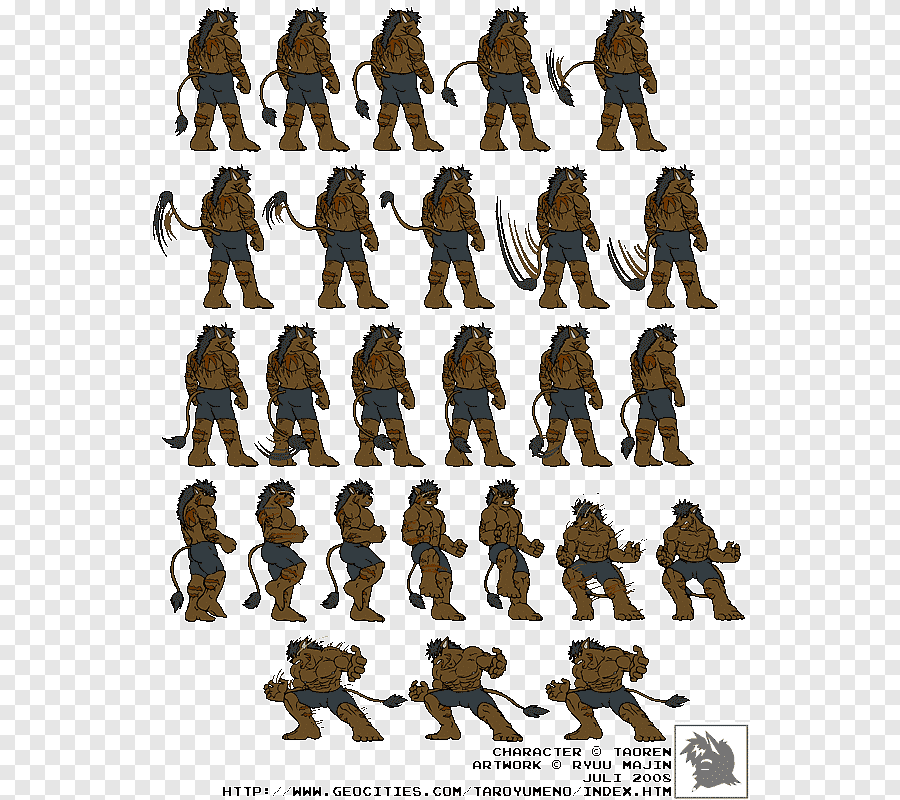 CHARACTER © TAOREN
ARTWORK © RYUU MAJIN
JULI 2008
HTTP://WWW.GEOCITIES.COM/TAROYUMENO/INDEX.HTM